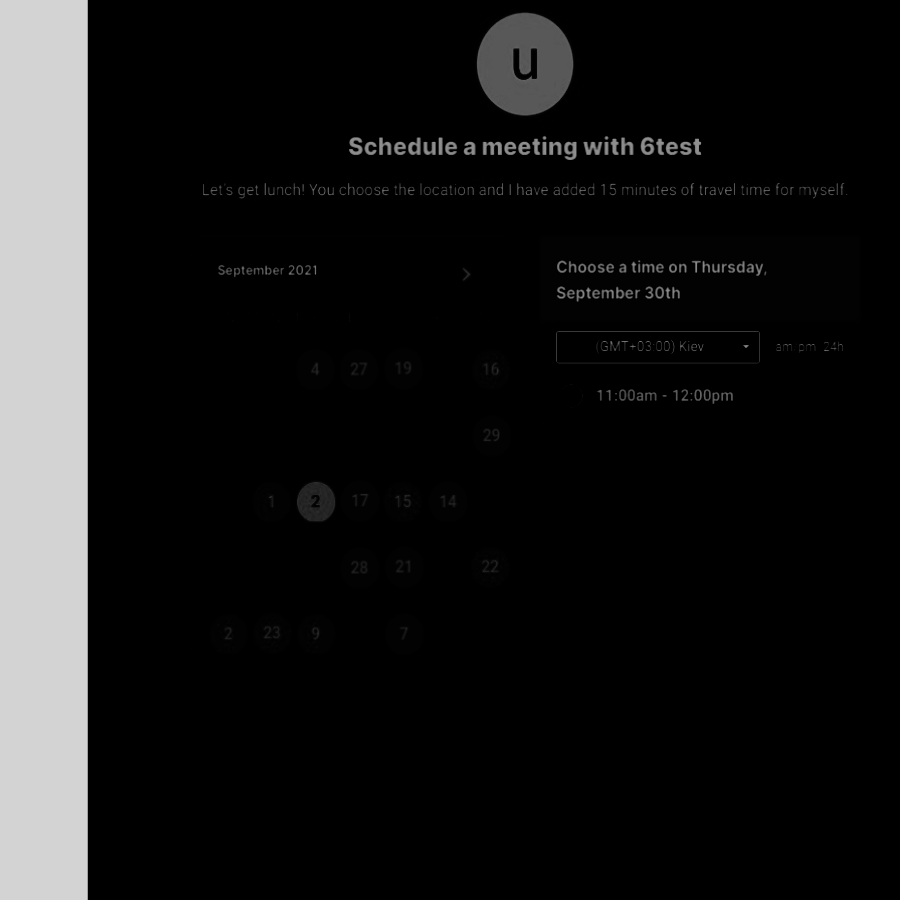 u
Schedule a meeting with 6test
Let's get lunch! You choose the location and I have added 15 minutes of travel time for myself.
September 2021
4 27 19 16
29
1 2 17 15 14
28 21 22
2 23 9 7
Choose a time on Thursday,
September 30th
(GMT+03:00) Kiev
am pm 24h
11:00am - 12:00pm